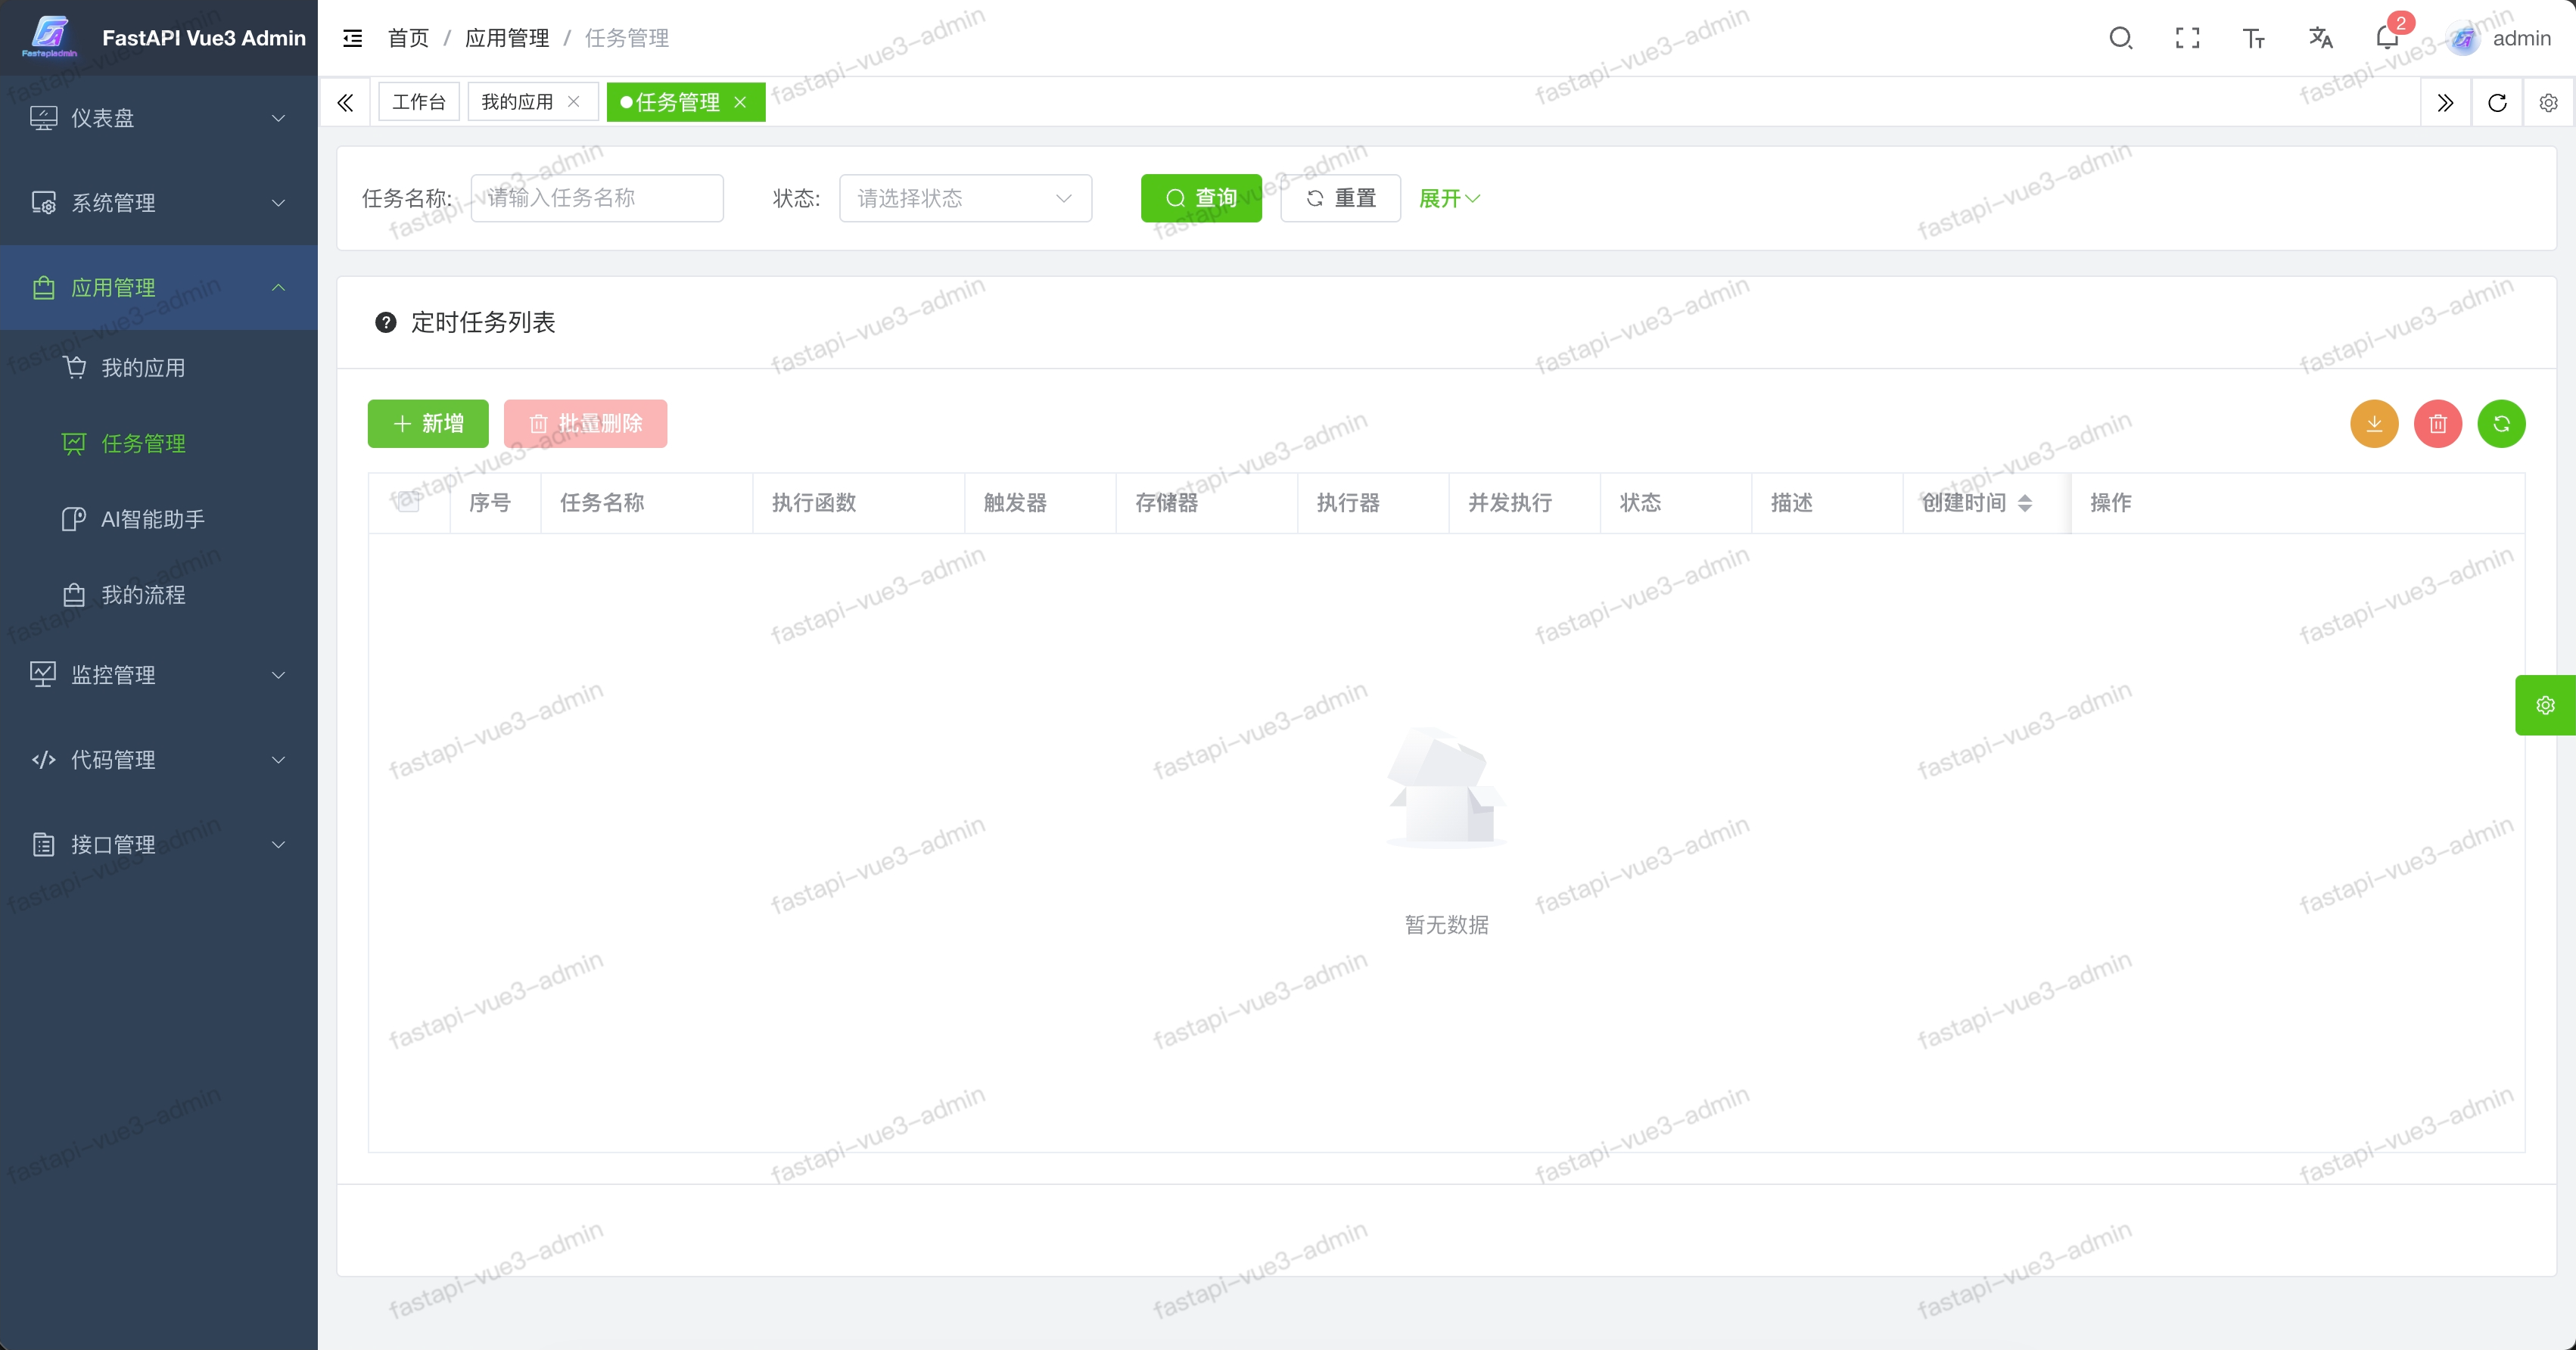 Fastapiadmin
FastAPI Vue3 Admin
首页 / 应用管理 / 任务管理
2
admin
工作台
我的应用
任务管理
仪表盘
系统管理
应用管理
我的应用
任务管理
AI智能助手
我的流程
监控管理
代码管理
接口管理
任务名称:
请输入任务名称
状态:
请选择状态
查询
重置
展开
定时任务列表
新增
批量删除
序号
任务名称
执行函数
触发器
存储器
执行器
并发执行
状态
描述
创建时间
操作
暂无数据
fastapi-vue3-admin